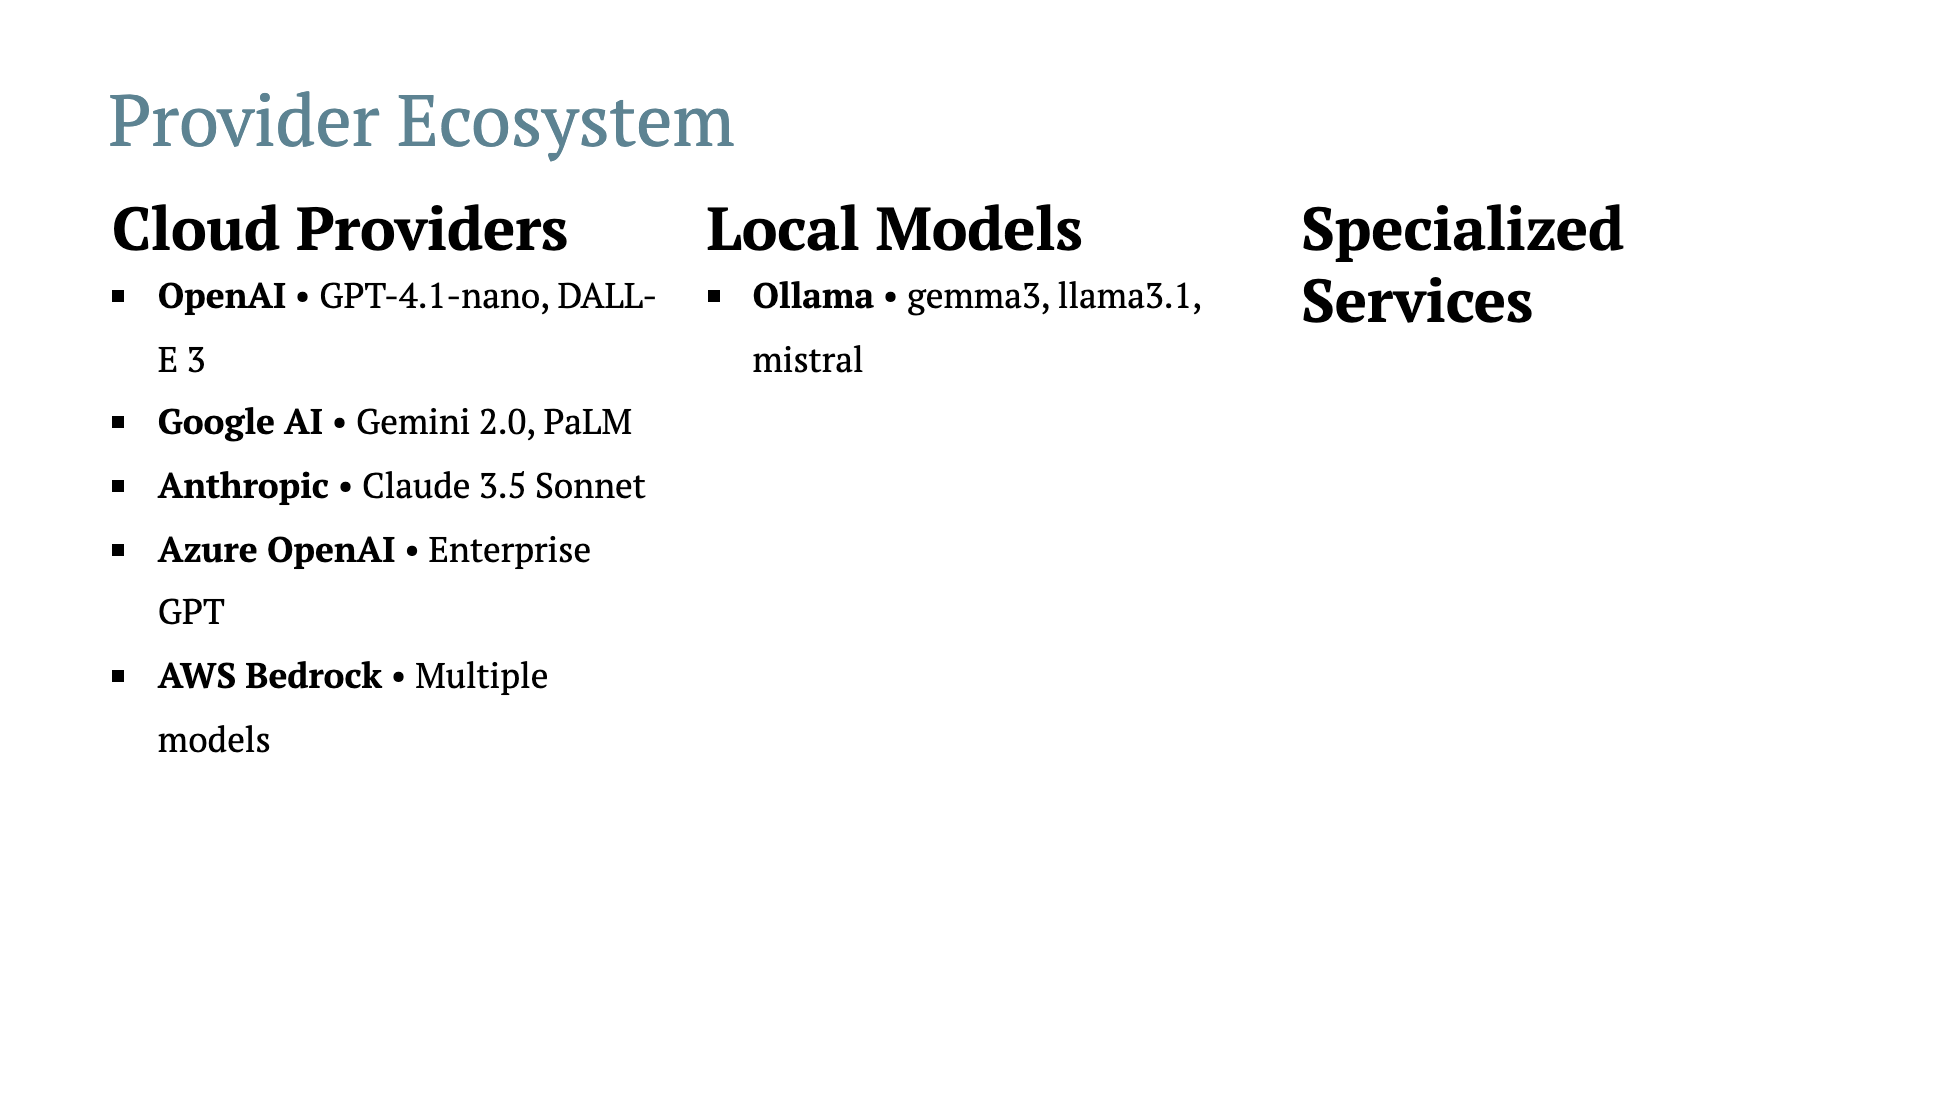 Provider Ecosystem
Cloud Providers
▪ OpenAI • GPT-4.1-nano, DALL-
E 3
▪ Google AI • Gemini 2.0, PaLM
▪ Anthropic • Claude 3.5 Sonnet
▪ Azure OpenAI • Enterprise
GPT
▪ AWS Bedrock • Multiple
models
Local Models
▪ Ollama • gemma3, llama3.1,
mistral
Specialized
Services